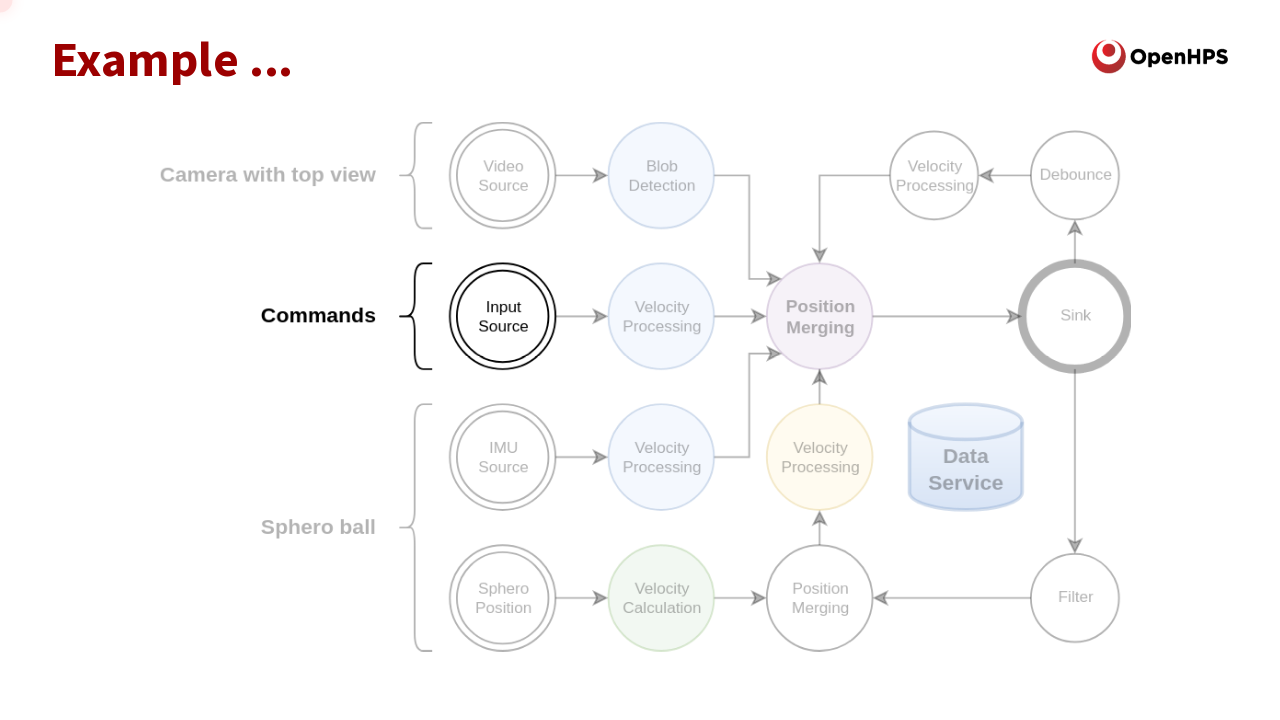 Example ...
OpenHPS
Camera with top view
Video
Source
Blob
Detection
Velocity
Processing
Debounce
Commands
Input
Source
Velocity
Processing
Position
Merging
Sink
Sphero ball
IMU
Source
Velocity
Processing
Velocity
Processing
Data
Service
Sphero
Position
Velocity
Calculation
Position
Merging
Filter